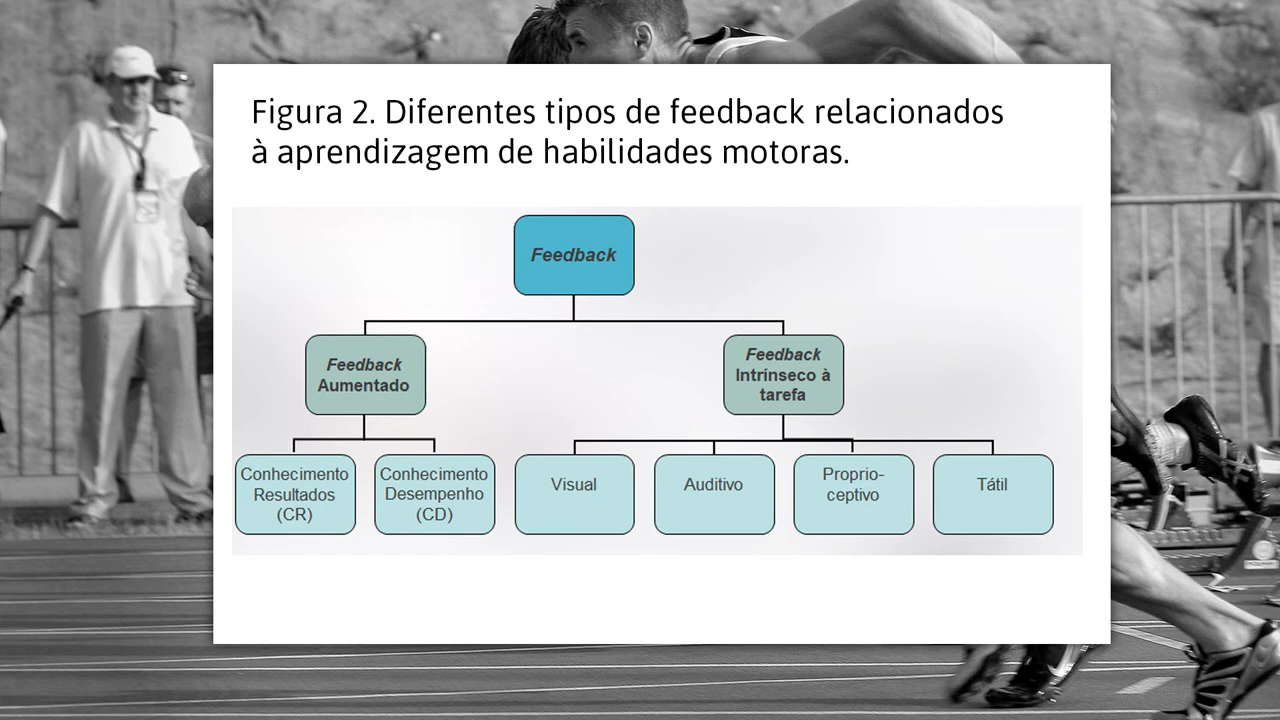 Figura 2. Diferentes tipos de feedback relacionados
à aprendizagem de habilidades motoras.
Feedback
Feedback
Aumentado
Feedback
Intrínseco à
tarefa
Conhecimento
Resultados
(CR)
Conhecimento
Desempenho
(CD)
Visual
Auditivo
Proprio-
ceptivo
Tátil